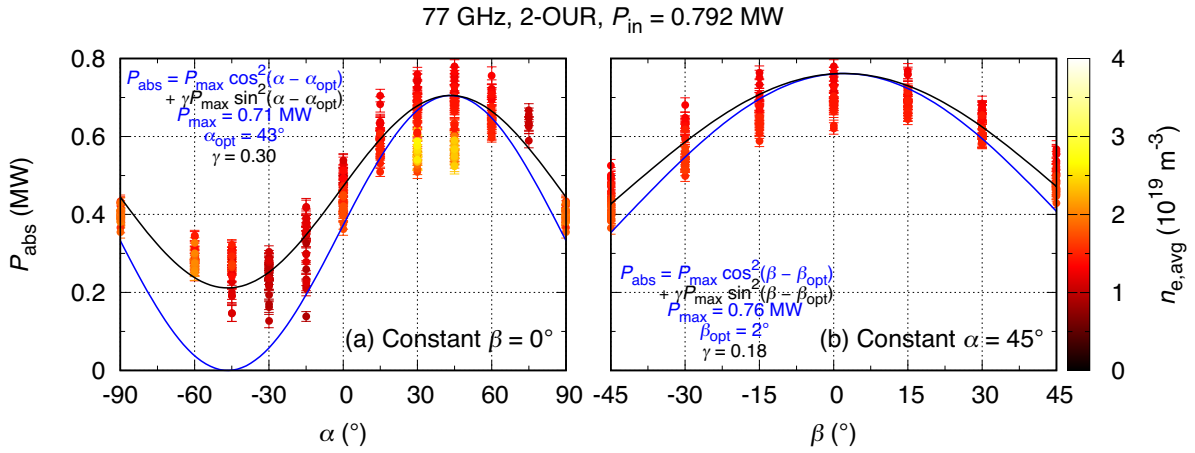 77 GHz, 2-OUR, P_in = 0.792 MW
P_abs (MW)
0.8
0.6
0.4
0.2
0
P_abs = P_max cos²(α − α_opt)
+ γP_max sin²(α − α_opt)
P_max = 0.71 MW
α_opt = 43°
γ = 0.30
(a) Constant β = 0°
-90 -60 -30 0 30 60 90
α (°)
P_abs = P_max cos²(β − β_opt)
+ γP_max sin²(β − β_opt)
P_max = 0.76 MW
β_opt = 2°
γ = 0.18
(b) Constant α = 45°
-45 -30 -15 0 15 30 45
β (°)
4
3
2
1
0
n_e,avg (10¹⁹ m⁻³)